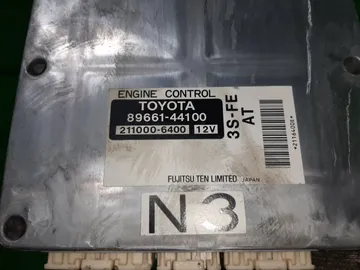 ENGINE CONTROL
TOYOTA
89661-44100
211000-6400 12V
3S-FE
AT
FUJITSU TEN LIMITED JAPAN
N3